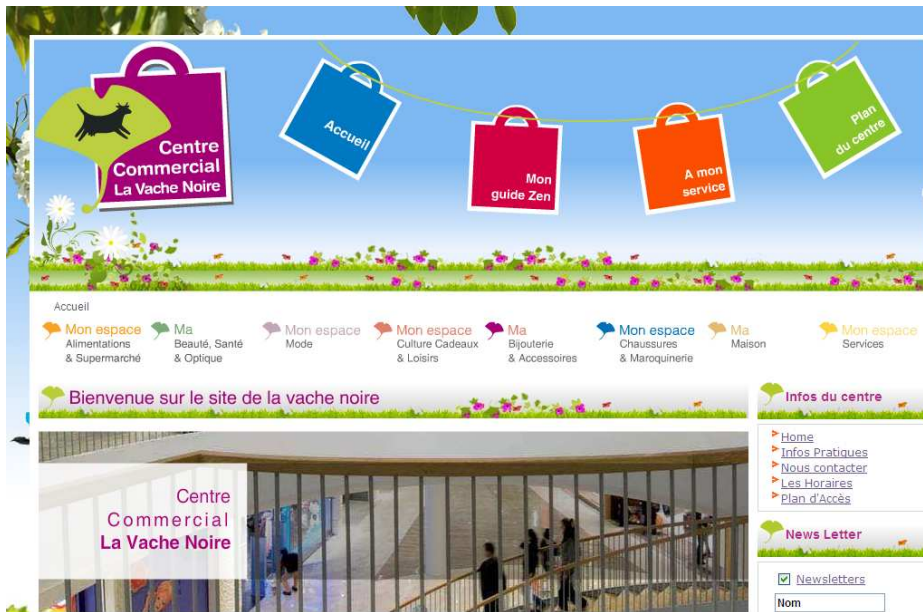 Centre
Commercial
La Vache Noire
Accueil
Mon
guide Zen
A mon
service
Plan
du centre
Accueil
Mon espace
Alimentations
& Supermarché
Ma
Beauté, Santé
& Optique
Mon espace
Mode
Mon espace
Culture Cadeaux
& Loisirs
Ma
Bijouterie
& Accessoires
Mon espace
Chaussures
& Maroquinerie
Ma
Maison
Mon espace
Services
Bienvenue sur le site de la vache noire
Centre
Commercial
La Vache Noire
Infos du centre
Home
Infos Pratiques
Nous contacter
Les Horaires
Plan d'Accès
News Letter
Newsletters
Nom